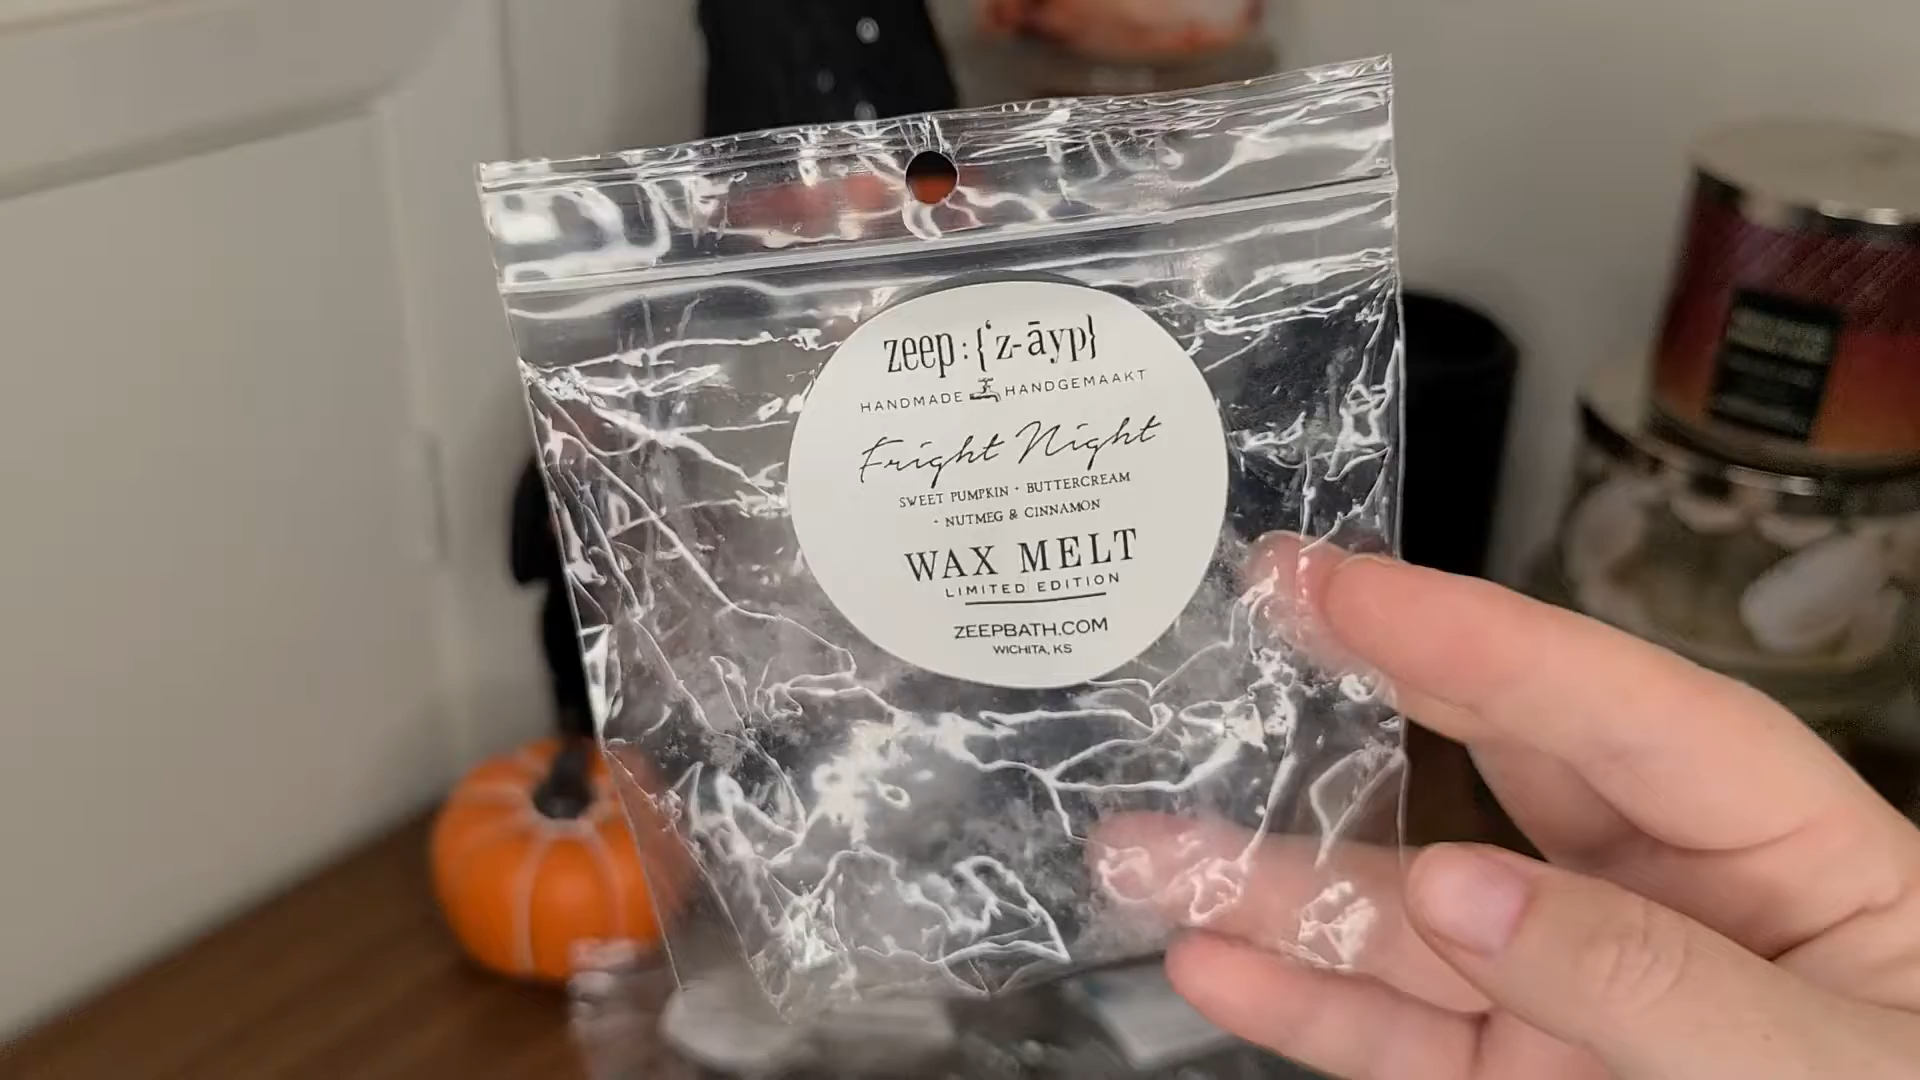 zeep:{'z-āyp}
HANDMADE HANDGEMAAKT
Fright Night
SWEET PUMPKIN • BUTTERCREAM
• NUTMEG & CINNAMON
WAX MELT
LIMITED EDITION
ZEEPBATH.COM
WICHITA, KS